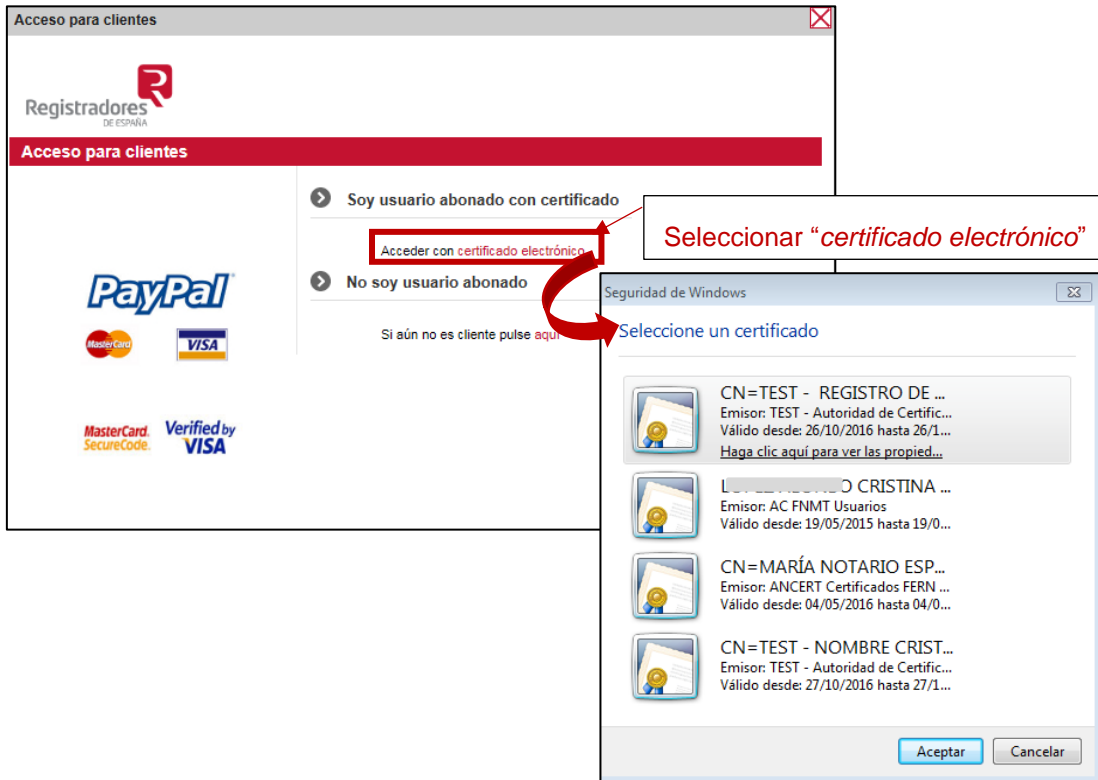 Acceso para clientes
Registradores
DE ESPAÑA
Acceso para clientes
Soy usuario abonado con certificado
Acceder con certificado electrónico
No soy usuario abonado
Si aún no es cliente pulse aquí
PayPal
MasterCard
VISA
MasterCard. SecureCode.
Verified by VISA
Seleccionar “certificado electrónico”
Seguridad de Windows
Seleccione un certificado
CN=TEST - REGISTRO DE ...
Emisor: TEST - Autoridad de Certific...
Válido desde: 26/10/2016 hasta 26/1...
Haga clic aquí para ver las propied...
CRISTINA ...
Emisor: AC FNMT Usuarios
Válido desde: 19/05/2015 hasta 19/0...
CN=MARÍA NOTARIO ESP...
Emisor: ANCERT Certificados FERN ...
Válido desde: 04/05/2016 hasta 04/0...
CN=TEST - NOMBRE CRIST...
Emisor: TEST - Autoridad de Certific...
Válido desde: 27/10/2016 hasta 27/1...
Aceptar
Cancelar